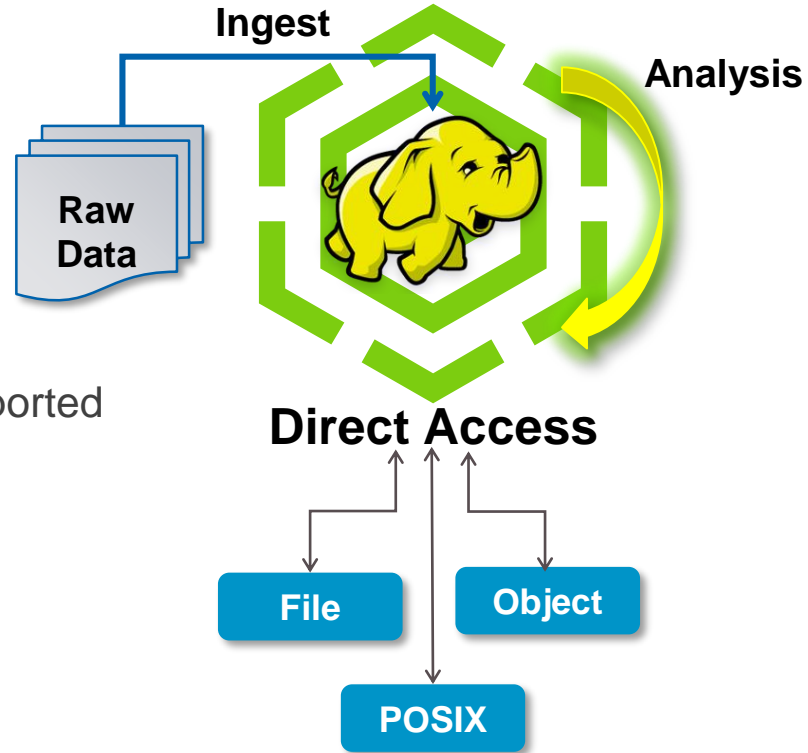 Ingest
Analysis
Raw
Data
Direct Access
File
Object
POSIX